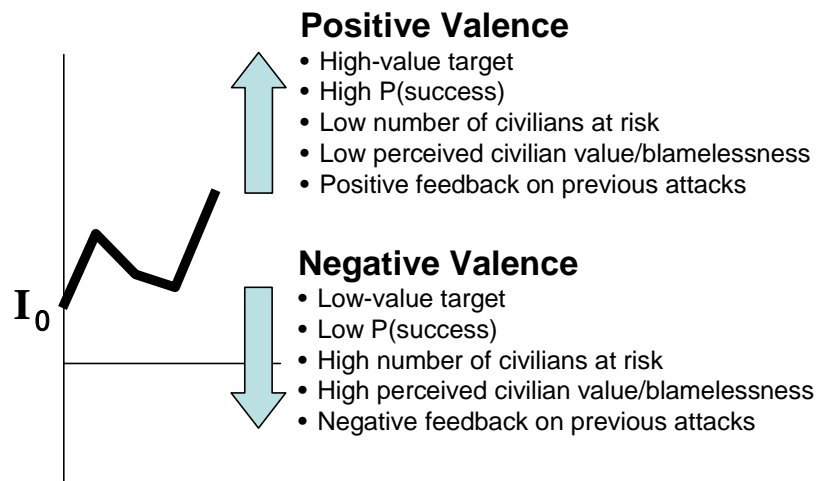 Positive Valence
• High-value target
• High P(success)
• Low number of civilians at risk
• Low perceived civilian value/blamelessness
• Positive feedback on previous attacks
I0
Negative Valence
• Low-value target
• Low P(success)
• High number of civilians at risk
• High perceived civilian value/blamelessness
• Negative feedback on previous attacks